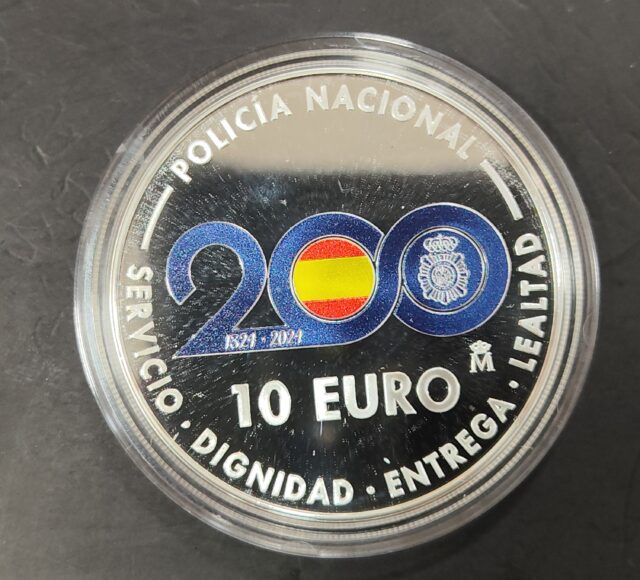 POLICÍA NACIONAL
200
1824 · 2024
10 EURO
M
SERVICIO · DIGNIDAD · ENTREGA · LEALTAD